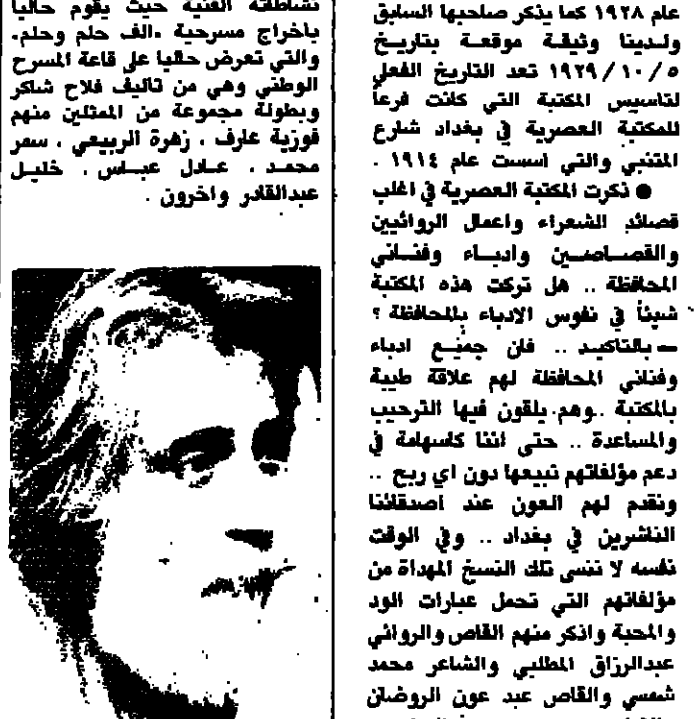 عام ١٩٢٨ كما يذكر صاحبها السابق
ولدينا وثيقة موقعة بتاريخ
٥ / ١٠ / ١٩٢٩ تعد التاريخ الفعلي
لتاسيس المكتبة التي كانت فرعاً
للمكتبة العصرية في بغداد شارع
المتنبي والتي اسست عام ١٩١٤ .
● ذكرت المكتبة العصرية في اغلب
قصائد الشعراء واعمال الروائيين
والقصاصين وادباء وفناني
المحافظة .. هل تركت هذه المكتبة
شيئاً في نفوس الادباء بالمحافظة ؟
ـ بالتاكيد .. فان جميع ادباء
وفناني المحافظة لهم علاقة طيبة
بالمكتبة .. وهم يلقون فيها الترحيب
والمساعدة .. حتى اننا كاسهامة في
دعم مؤلفاتهم نبيعها دون اي ربح ..
ونقدم لهم العون عند اصدقائنا
الناشرين في بغداد .. وفي الوقت
نفسه لا ننسى تلك النسخ المهداة من
مؤلفاتهم التي تحمل عبارات الود
والمحبة واذكر منهم القاص والروائي
عبدالرزاق المطلبي والشاعر محمد
شمسي والقاص عبد عون الروضان
نشاطاته الفنية حيث يقوم حاليا
باخراج مسرحية «الف حلم وحلم»
والتي تعرض حاليا على قاعة المسرح
الوطني وهي من تاليف فلاح شاكر
وبطولة مجموعة من الممثلين منهم
فوزية عارف ، زهرة الربيعي ، سمر
محمد ، عادل عباس ، خليل
عبدالقادر واخرون .